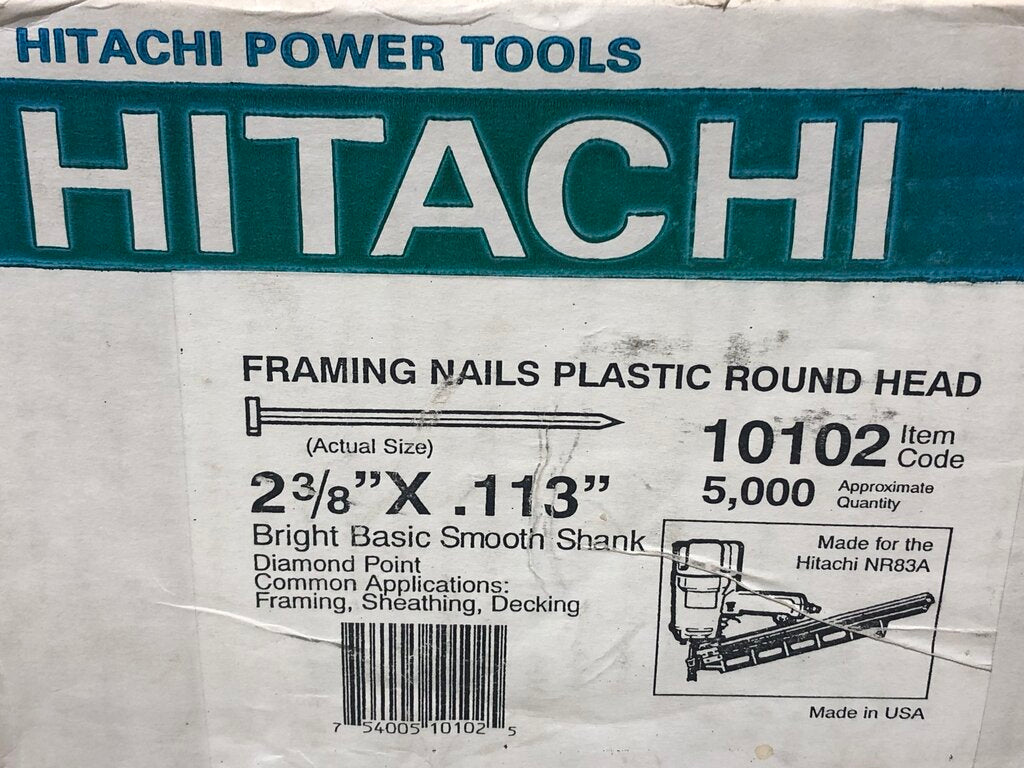 HITACHI POWER TOOLS
HITACHI
FRAMING NAILS PLASTIC ROUND HEAD
(Actual Size)
10102 Item Code
2 3/8" X .113"
5,000 Approximate Quantity
Bright Basic Smooth Shank
Diamond Point
Common Applications:
Framing, Sheathing, Decking
Made for the
Hitachi NR83A
7 54005 10102 5
Made in USA